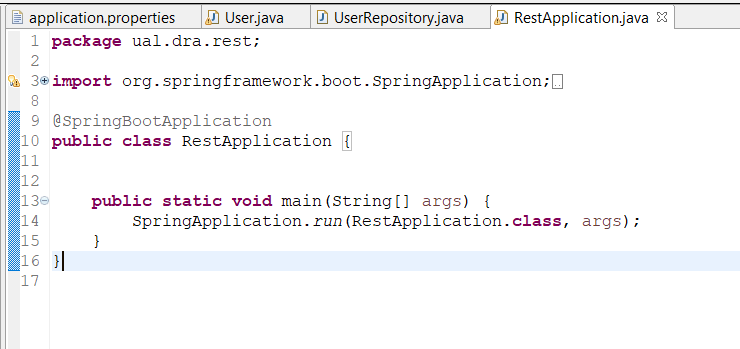 application.properties User.java UserRepository.java RestApplication.java
1 package ual.dra.rest;
2
3 import org.springframework.boot.SpringApplication;
8
9 @SpringBootApplication
10 public class RestApplication {
11
12
13 public static void main(String[] args) {
14 SpringApplication.run(RestApplication.class, args);
15 }
16 }
17